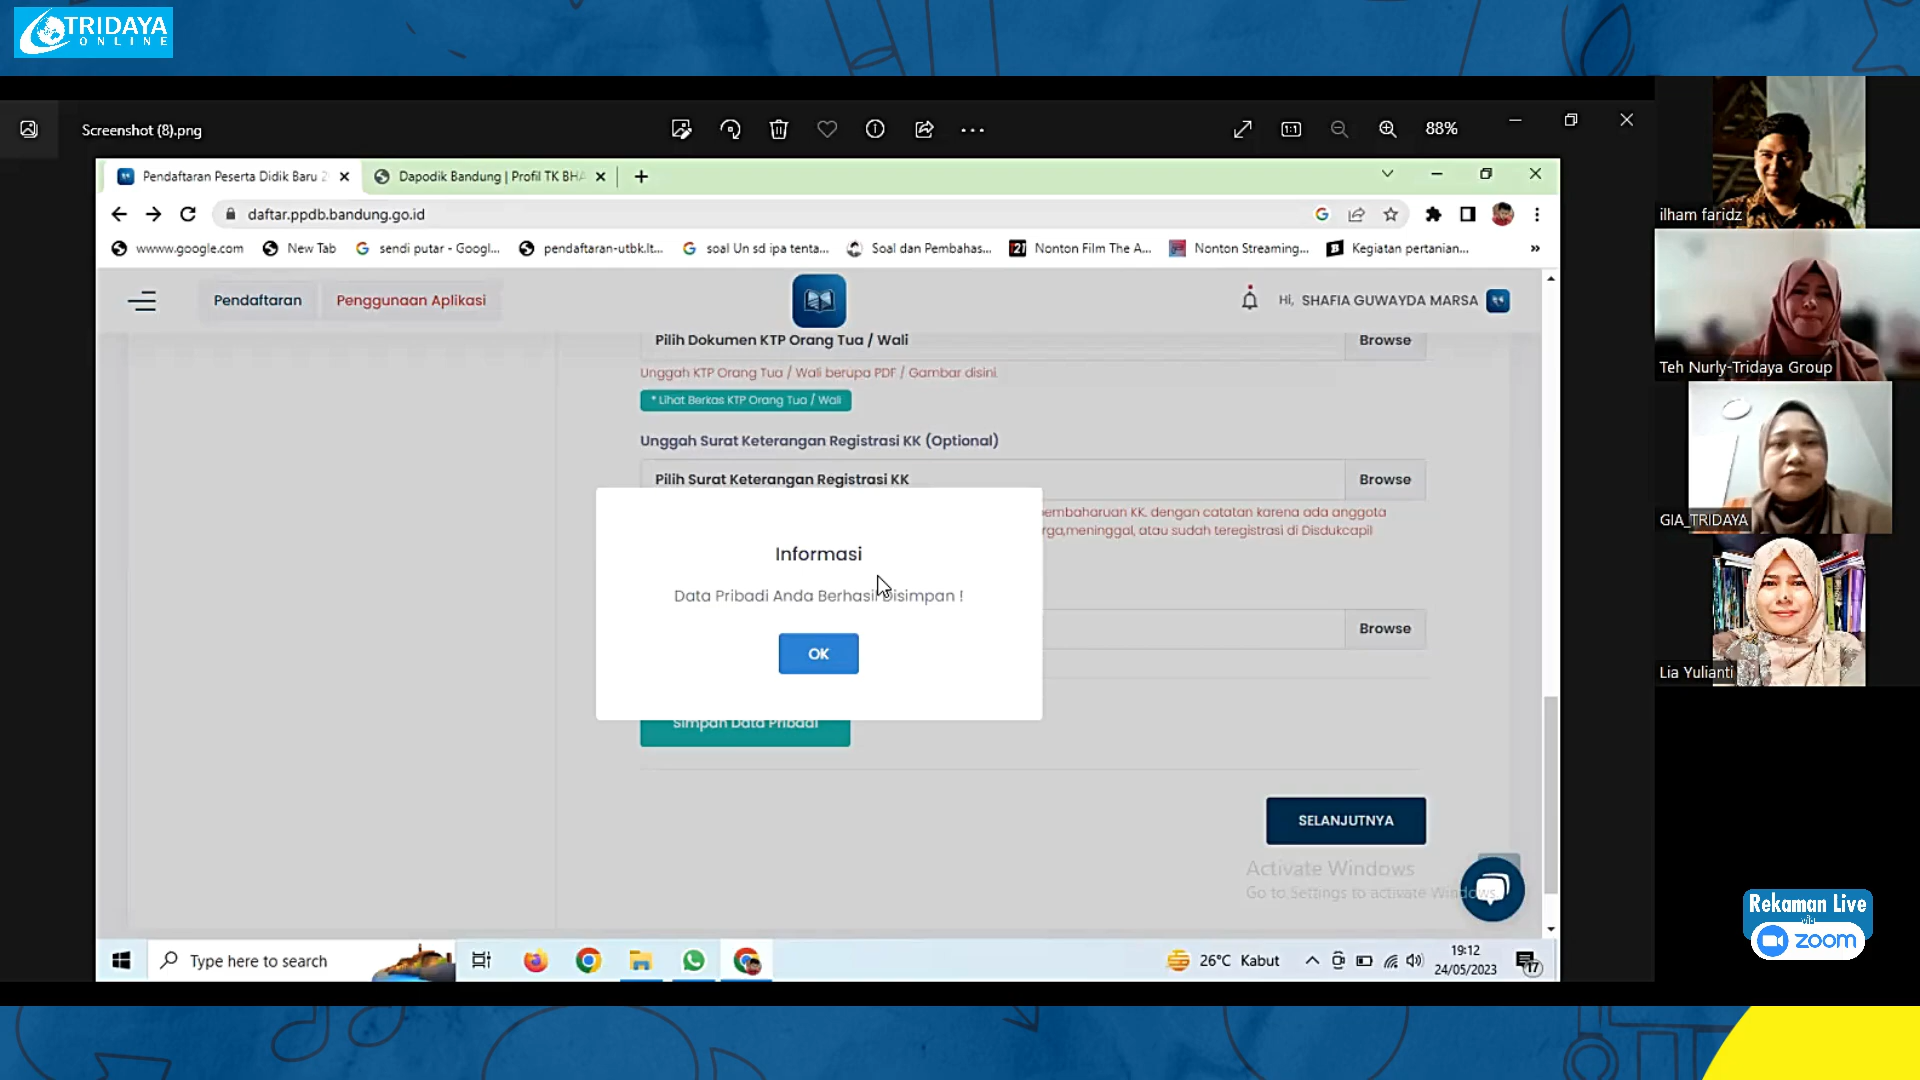 TRIDAYA
ONLINE
Screenshot (8).png
88%
Pendaftaran Peserta Didik Baru 2
Dapodik Bandung | Profil TK BHA
daftar.ppdb.bandung.go.id
wwww.google.com
New Tab
sendi putar - Googl...
pendaftaran-utbk.lt...
soal Un sd ipa tenta...
Soal dan Pembahas...
Nonton Film The A...
Nonton Streaming...
Kegiatan pertanian...
»
Pendaftaran
Penggunaan Aplikasi
Hi, SHAFIA GUWAYDA MARSA
Pilih Dokumen KTP Orang Tua / Wali
Browse
Unggah KTP Orang Tua / Wali berupa PDF / Gambar disini.
* Lihat Berkas KTP Orang Tua / Wali
Unggah Surat Keterangan Registrasi KK (Optional)
Pilih Surat Keterangan Registrasi KK
Browse
embaharuan KK. dengan catatan karena ada anggota
rga,meninggal, atau sudah teregistrasi di Disdukcapil
Informasi
Data Pribadi Anda Berhasil Disimpan !
OK
Browse
Simpan Data Pribadi
SELANJUTNYA
Activate Windows
Go to Settings to activate Windows.
Type here to search
26°C Kabut
19:12
24/05/2023
17
ilham faridz
Teh Nurly-Tridaya Group
GIA_TRIDAYA
Lia Yulianti
Rekaman Live
via
zoom